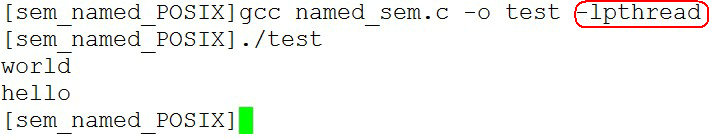 [sem_named_POSIX]gcc named_sem.c -o test -lpthread
[sem_named_POSIX]./test
world
hello
[sem_named_POSIX]